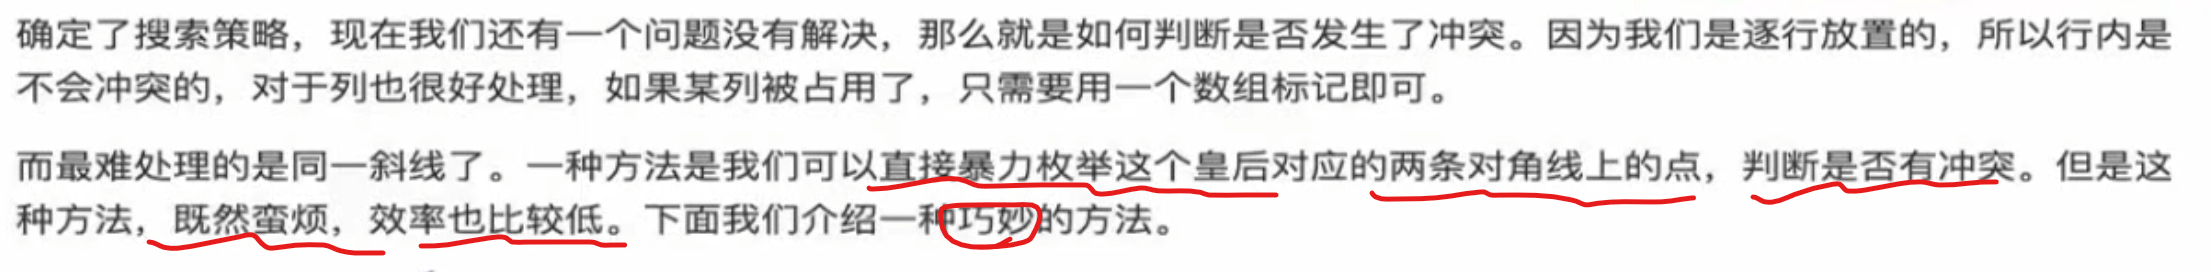 确定了搜索策略，现在我们还有一个问题没有解决，那么就是如何判断是否发生了冲突。因为我们是逐行放置的，所以行内是
不会冲突的，对于列也很好处理，如果某列被占用了，只需要用一个数组标记即可。
而最难处理的是同一斜线了。一种方法是我们可以直接暴力枚举这个皇后对应的两条对角线上的点，判断是否有冲突。但是这
种方法，既然蛮烦，效率也比较低。下面我们介绍一种巧妙的方法。